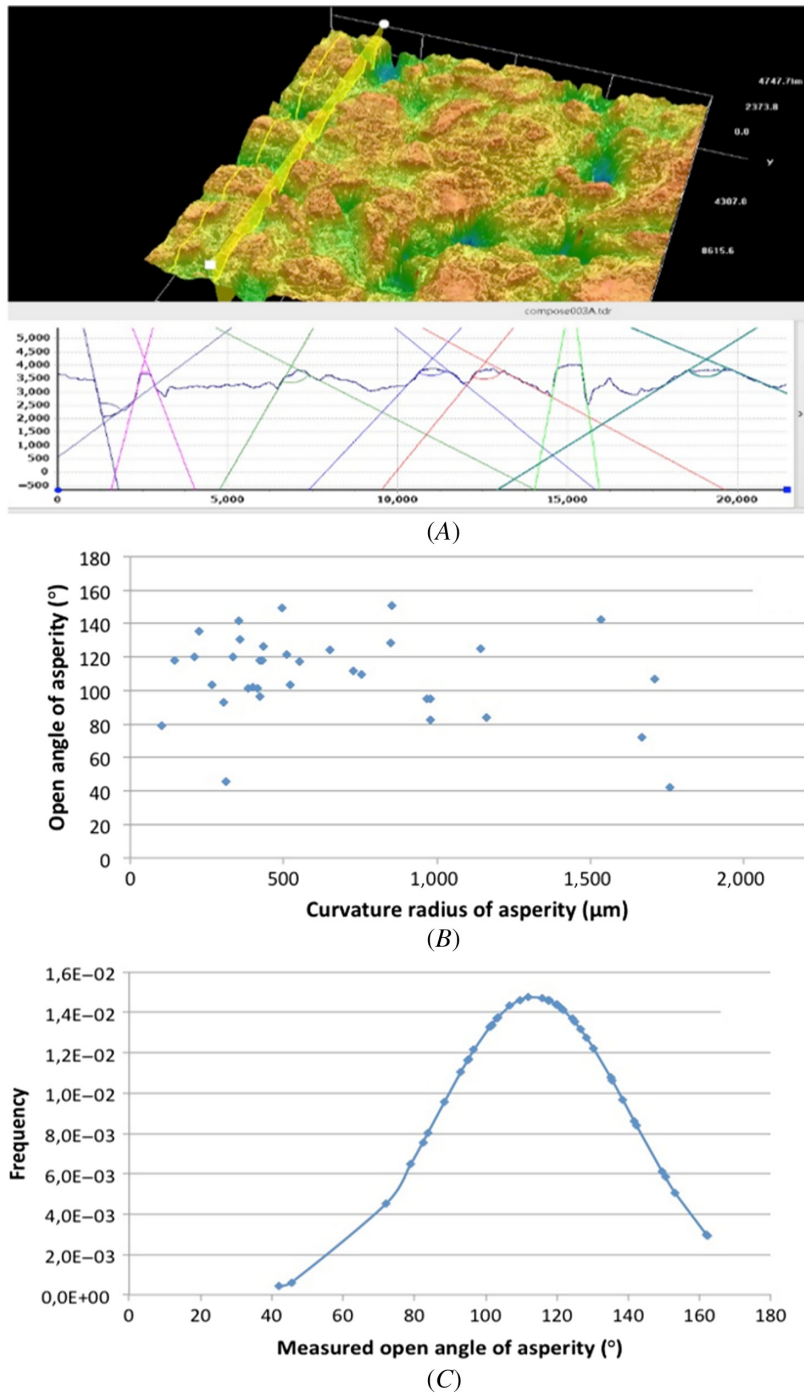 4747.7
2373.8
0.0
Y
4307.8
8615.6
compose003A.tdr
5,000
4,500
4,000
3,500
3,000
2,500
2,000
1,500
1,000
500
0
−500
0 5,000 10,000 15,000 20,000
(A)
180
160
140
120
100
80
60
40
20
0
Open angle of asperity (°)
0 500 1,000 1,500 2,000
Curvature radius of asperity (µm)
(B)
1,6E−02
1,4E−02
1,2E−02
1,0E−02
8,0E−03
6,0E−03
4,0E−03
2,0E−03
0,0E+00
Frequency
0 20 40 60 80 100 120 140 160 180
Measured open angle of asperity (°)
(C)